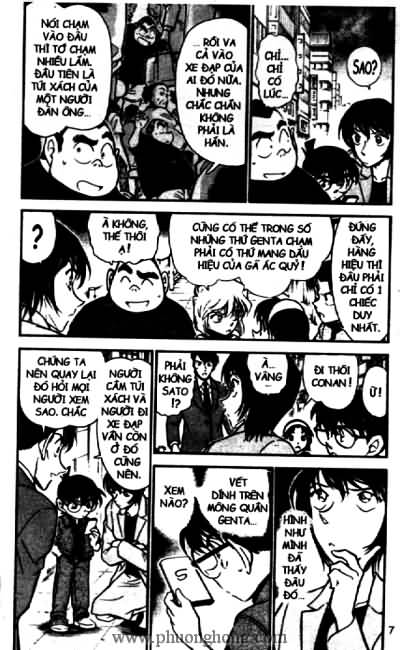 NÓI CHẠM
VÀO ĐÂU
THÌ TỚ CHẠM
NHIỀU LẮM.
ĐẦU TIÊN LÀ
TÚI XÁCH CỦA
MỘT NGƯỜI
ĐÀN ÔNG...
... RỒI VA
CẢ VÀO
XE ĐẠP CỦA
AI ĐÓ NỮA.
NHƯNG
CHẮC CHẮN
KHÔNG
PHẢI LÀ
HẮN.
CHỈ...
CHỈ CÓ
LÚC...
SAO?
?
À KHÔNG,
THẾ THÔI
Ạ!
CŨNG CÓ THỂ TRONG SỐ
NHỮNG THỨ GENTA CHẠM
PHẢI CÓ THỨ MANG DẤU
HIỆU CỦA GÃ ÁC QUỶ!
ĐÚNG
ĐẤY,
HÀNG
HIỆU THÌ
ĐÂU PHẢI
CHỈ CÓ 1
CHIẾC
DUY
NHẤT.
CHÚNG TA
NÊN QUAY LẠI
ĐÓ HỎI MỌI
NGƯỜI XEM
SAO. CHẮC
NGƯỜI
CẦM TÚI
XÁCH VÀ
NGƯỜI ĐI
XE ĐẠP
VẪN CÒN
Ở ĐÓ
CŨNG
NÊN.
PHẢI
KHÔNG
SATO
!?
À...
VÂNG
ĐI THÔI
CONAN!
Ừ!
XEM
NÀO?
VẾT
DÍNH TRÊN
MÔNG QUẦN
GENTA...
HÌNH
NHƯ
MÌNH
ĐÃ
THẤY
ĐÂU
ĐÓ...
7
www.phuonghong.com